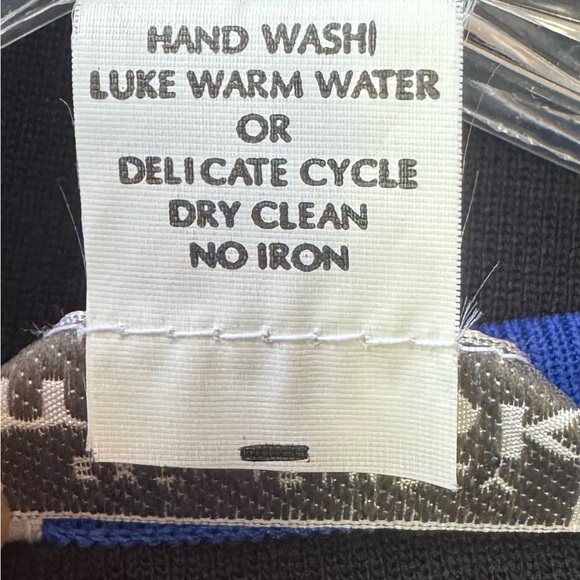 HAND WASHI
LUKE WARM WATER
OR
DELICATE CYCLE
DRY CLEAN
NO IRON